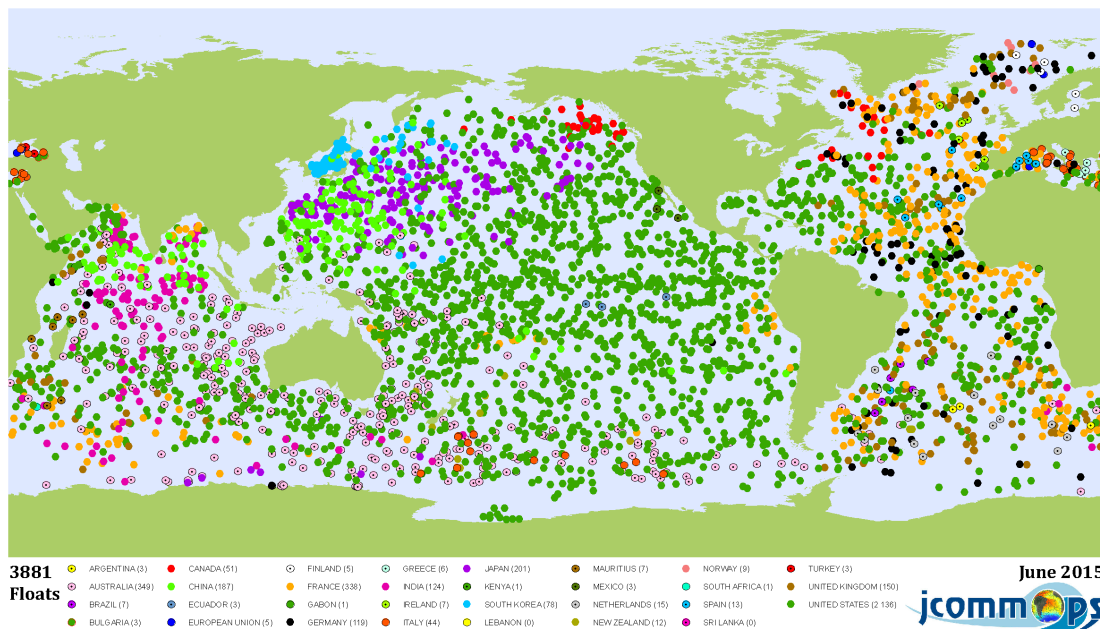 3881
Floats
ARGENTINA (3) CANADA (51) FINLAND (5) GREECE (6) JAPAN (201) MAURITIUS (7) NORWAY (9) TURKEY (3)
AUSTRALIA (349) CHINA (187) FRANCE (338) INDIA (124) KENYA (1) MEXICO (3) SOUTH AFRICA (1) UNITED KINGDOM (150)
BRAZIL (7) ECUADOR (3) GABON (1) IRELAND (7) SOUTH KOREA (78) NETHERLANDS (15) SPAIN (13) UNITED STATES (2 136)
BULGARIA (3) EUROPEAN UNION (5) GERMANY (119) ITALY (44) LEBANON (0) NEW ZEALAND (12) SRI LANKA (0)
June 2015
jcommops